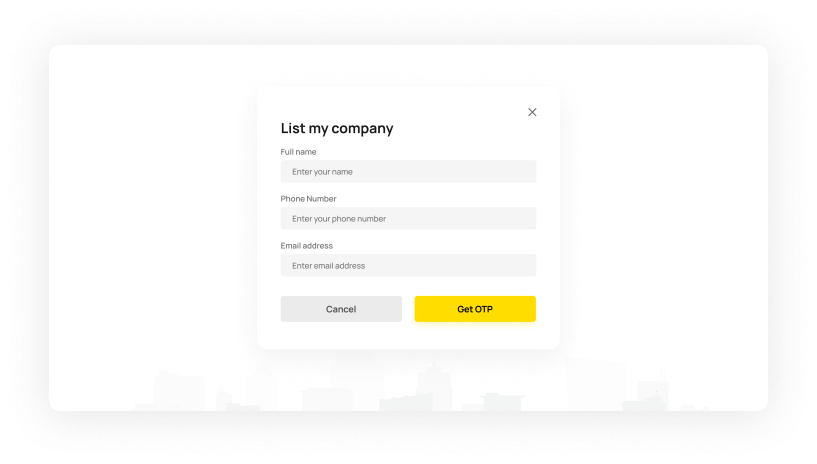 List my company
Full name
Enter your name
Phone Number
Enter your phone number
Email address
Enter email address
Cancel
Get OTP